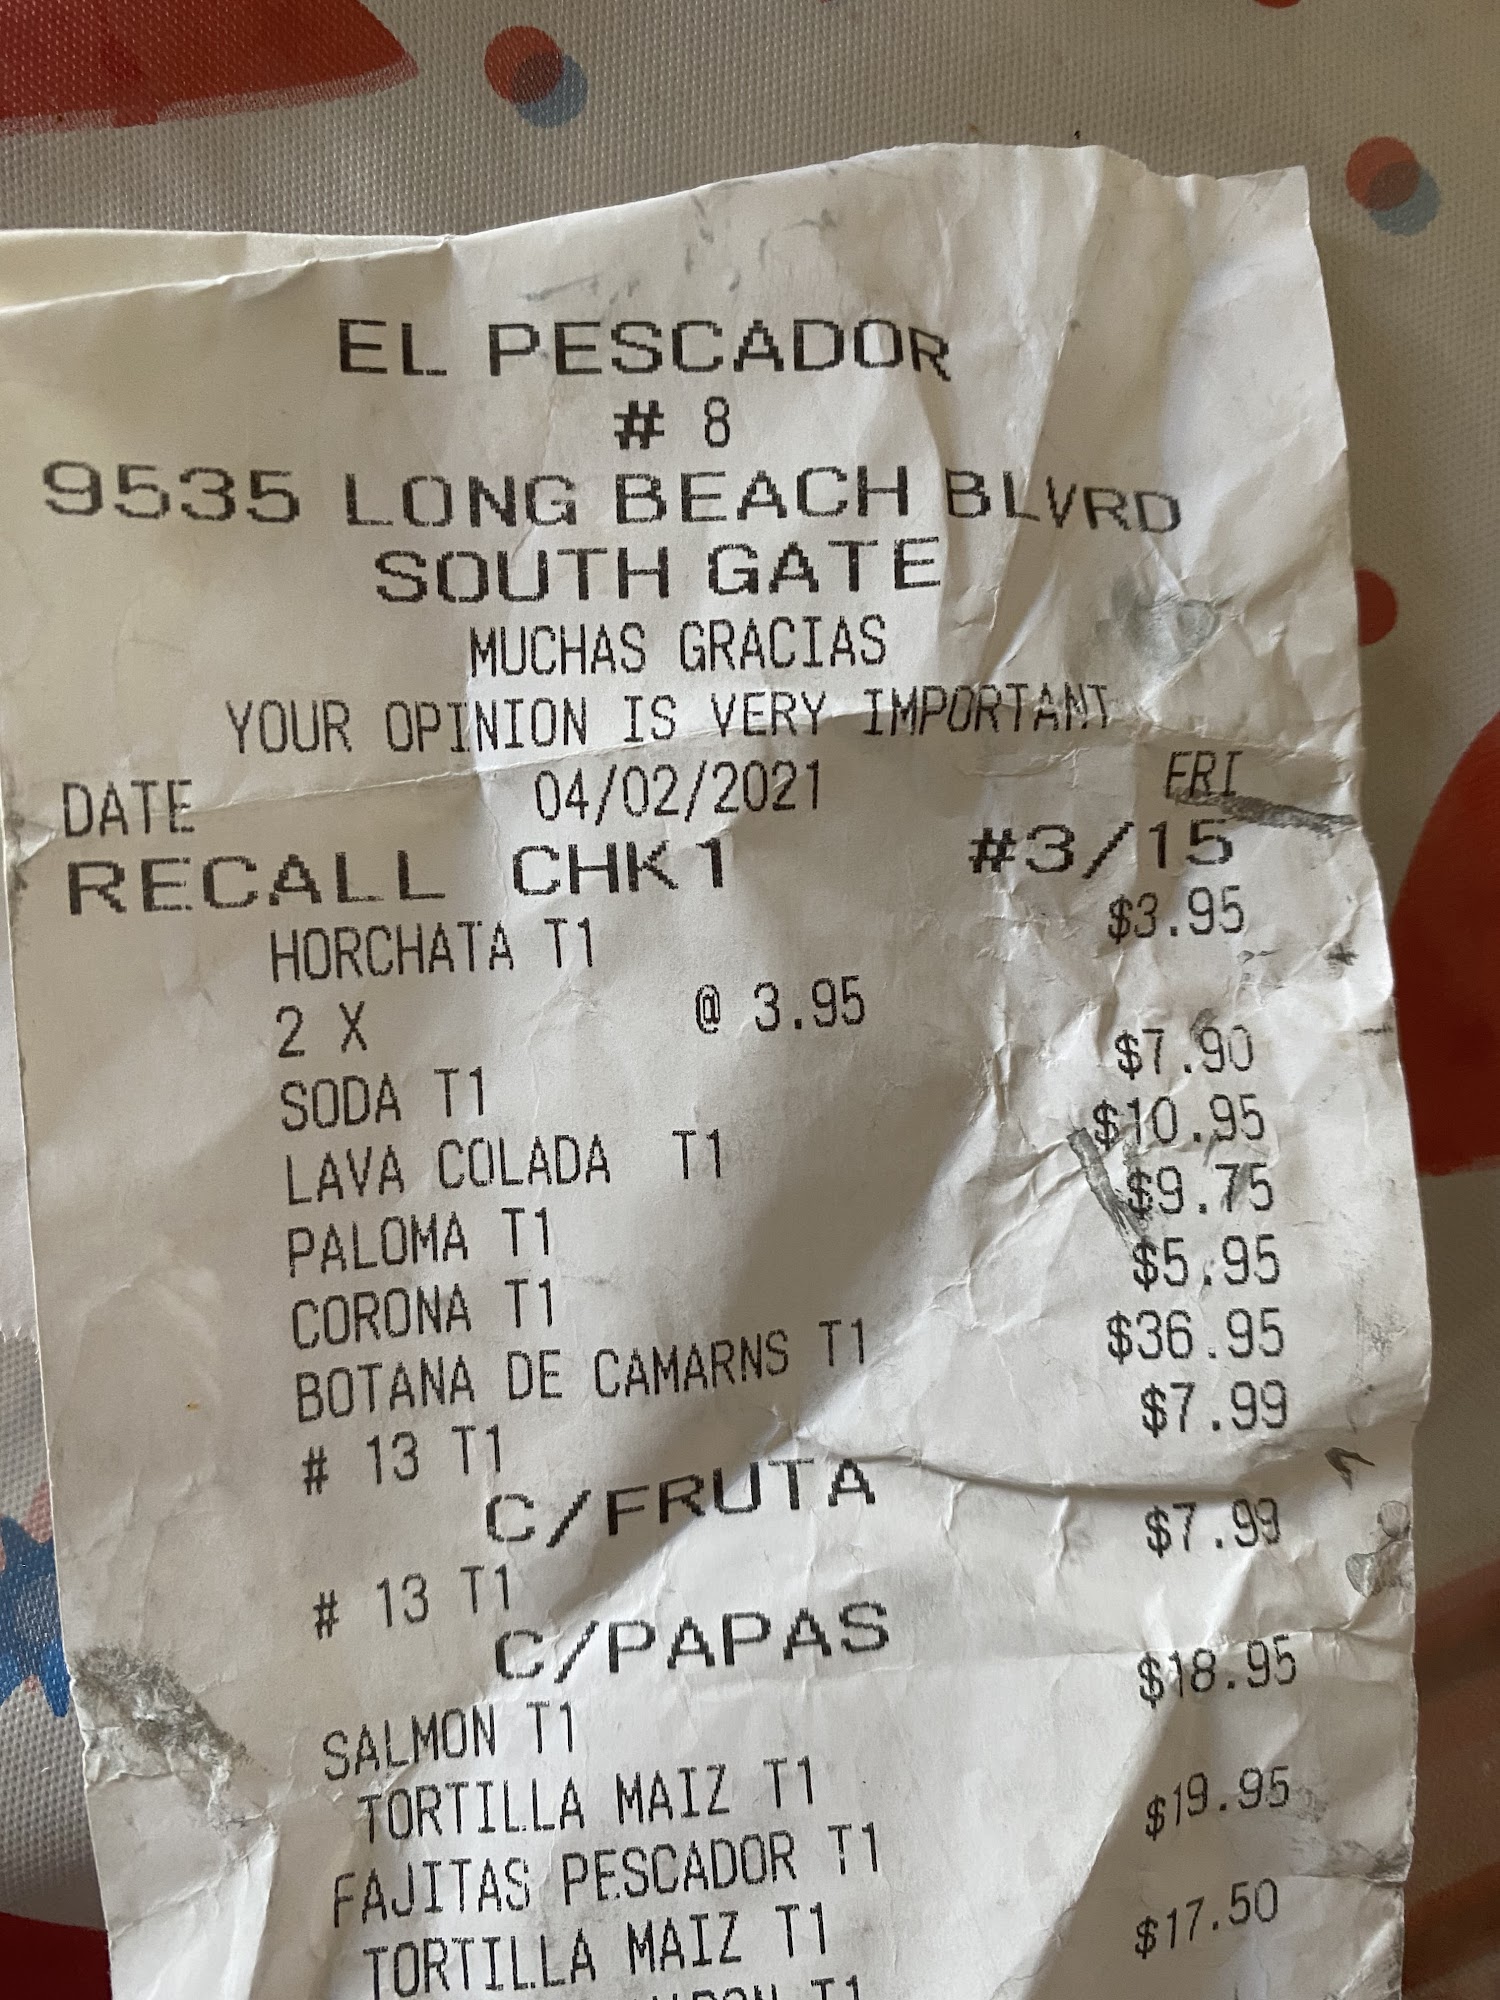 EL PESCADOR
# 8
9535 LONG BEACH BLVRD
SOUTH GATE
MUCHAS GRACIAS
YOUR OPINION IS VERY IMPORTANT
DATE 04/02/2021 FRI
RECALL CHK1 #3/15
HORCHATA T1 $3.95
2 X @ 3.95
SODA T1 $7.90
LAVA COLADA T1 $10.95
PALOMA T1 $9.75
CORONA T1 $5.95
BOTANA DE CAMARNS T1 $36.95
# 13 T1 $7.99
C/FRUTA
# 13 T1 $7.99
C/PAPAS
SALMON T1 $18.95
TORTILLA MAIZ T1
FAJITAS PESCADOR T1 $19.95
TORTILLA MAIZ T1
T1 $17.50